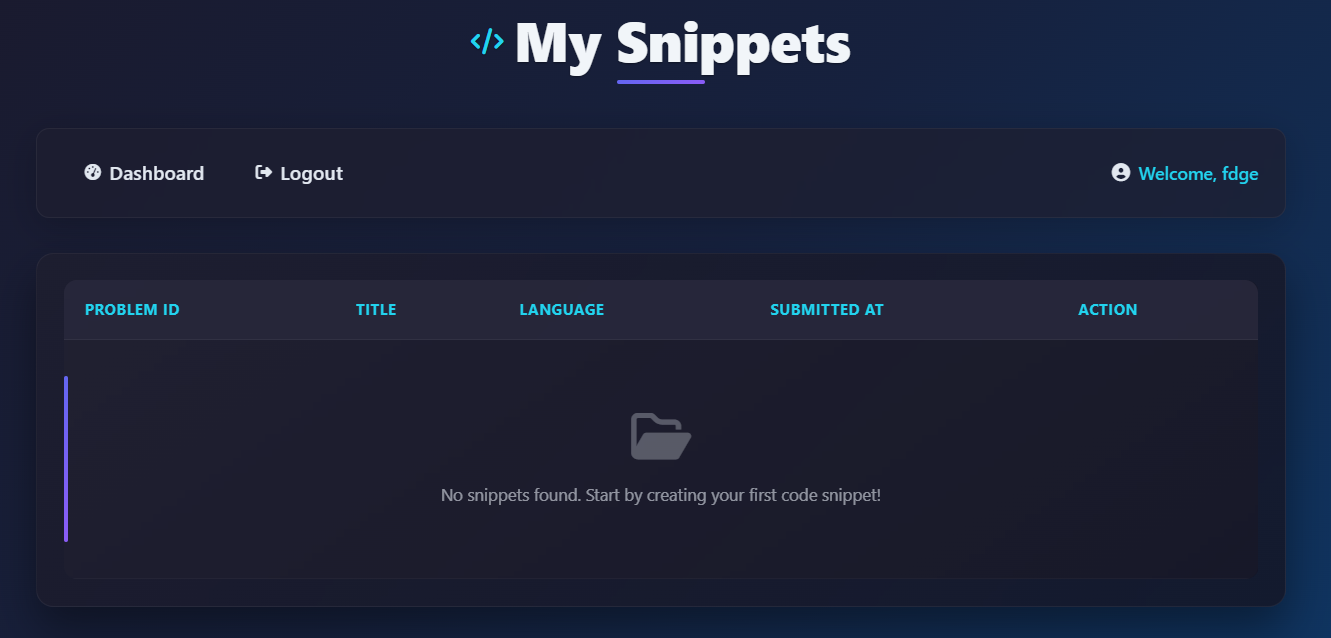 </> My Snippets
Dashboard Logout Welcome, fdge
PROBLEM ID TITLE LANGUAGE SUBMITTED AT ACTION
No snippets found. Start by creating your first code snippet!